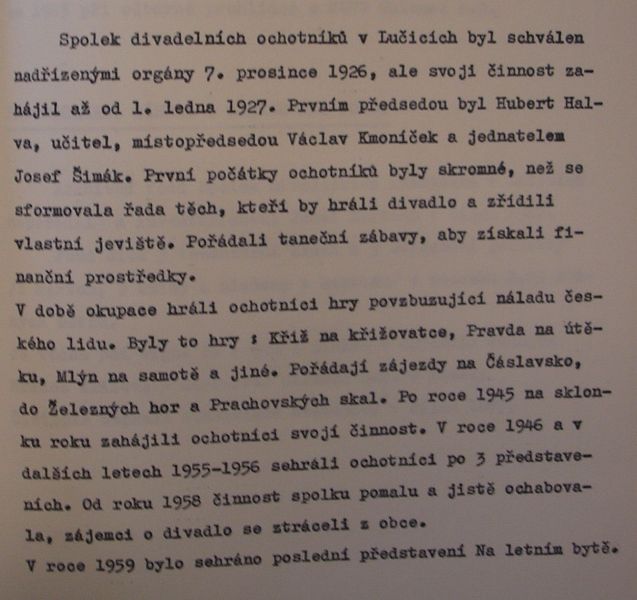 Spolek divadelních ochotníků v Lučicích byl schválen
nadřízenými orgány 7. prosince 1926, ale svoji činnost za-
hájil až od 1. ledna 1927. Prvním předsedou byl Hubert Hal-
va, učitel, místopředsedou Václav Kmoníček a jednatelem
Josef Šimák. První počátky ochotníků byly skromné, než se
sformovala řada těch, kteří by hráli divadlo a zřídili
vlastní jeviště. Pořádali taneční zábavy, aby získali fi-
nanční prostředky.
V době okupace hráli ochotníci hry povzbuzující náladu čes-
kého lidu. Byly to hry : Kříž na křižovatce, Pravda na útě-
ku, Mlýn na samotě a jiné. Pořádají zájezdy na Čáslavsko,
do Železných hor a Prachovských skal. Po roce 1945 na sklon-
ku roku zahájili ochotníci svojí činnost. V roce 1946 a v
dalších letech 1955-1956 sehráli ochotníci po 3 představe-
ních. Od roku 1958 činnost spolku pomalu a jistě ochabova-
la, zájemci o divadlo se ztráceli z obce.
V roce 1959 bylo sehráno poslední představení Na letním bytě.